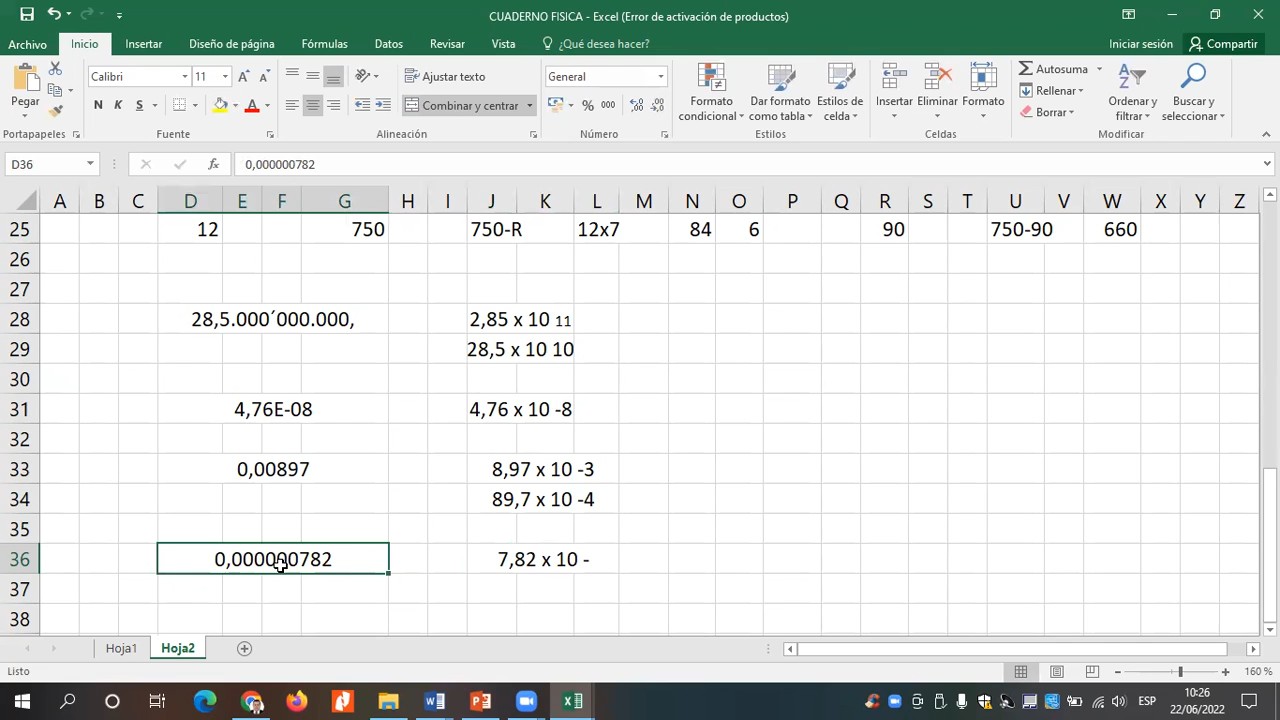 CUADERNO FISICA - Excel (Error de activación de productos)
Archivo Inicio Insertar Diseño de página Fórmulas Datos Revisar Vista ¿Qué desea hacer? Iniciar sesión Compartir
Pegar
Calibri 11
N K S
Ajustar texto
Combinar y centrar
General
% 000
Formato condicional
Dar formato como tabla
Estilos de celda
Insertar Eliminar Formato
Autosuma
Rellenar
Borrar
Ordenar y filtrar
Buscar y seleccionar
Portapapeles Fuente Alineación Número Estilos Celdas Modificar
D36 fx 0,000000782
A B C D E F G H I J K L M N O P Q R S T U V W X Y Z
25 12 750 750-R 12x7 84 6 90 750-90 660
26
27
28 28,5.000´000.000, 2,85 x 10 11
29 28,5 x 10 10
30
31 4,76E-08 4,76 x 10 -8
32
33 0,00897 8,97 x 10 -3
34 89,7 x 10 -4
35
36 0,000000782 7,82 x 10 -
37
38
Hoja1 Hoja2
Listo 160 %
ESP 10:26
22/06/2022